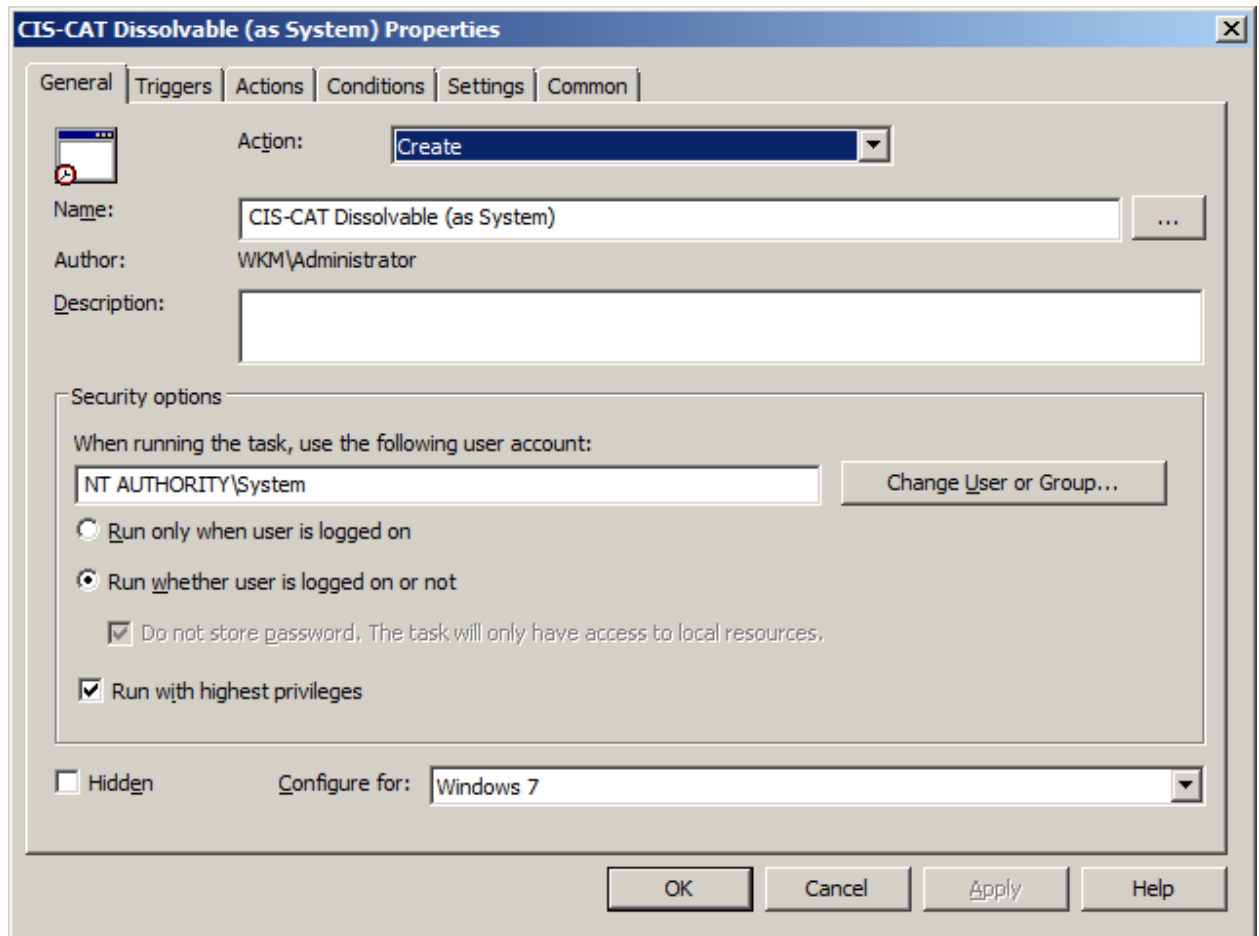 CIS-CAT Dissolvable (as System) Properties
General Triggers Actions Conditions Settings Common
Action: Create
Name: CIS-CAT Dissolvable (as System) ...
Author: WKM\Administrator
Description:
Security options
When running the task, use the following user account:
NT AUTHORITY\System Change User or Group...
Run only when user is logged on
Run whether user is logged on or not
Do not store password. The task will only have access to local resources.
Run with highest privileges
Hidden Configure for: Windows 7
OK Cancel Apply Help